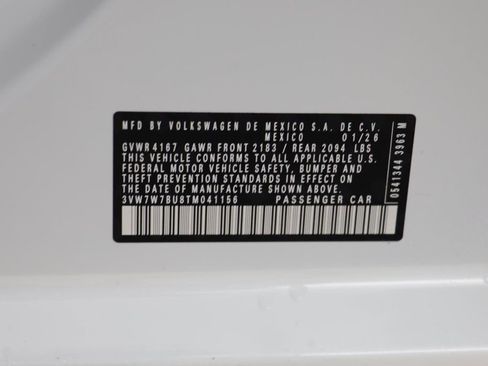 MFD BY VOLKSWAGEN DE MEXICO S.A. DE C.V.
MEXICO 01/26
GVWR 4167 GAWR FRONT 2183 / REAR 2094 LBS
THIS VEHICLE CONFORMS TO ALL APPLICABLE U.S.
FEDERAL MOTOR VEHICLE SAFETY, BUMPER AND
THEFT PREVENTION STANDARDS IN EFFECT ON THE
DATE OF MANUFACTURE SHOWN ABOVE.
3VW7W7BU8TM041156 PASSENGER CAR
0541344 3963 M